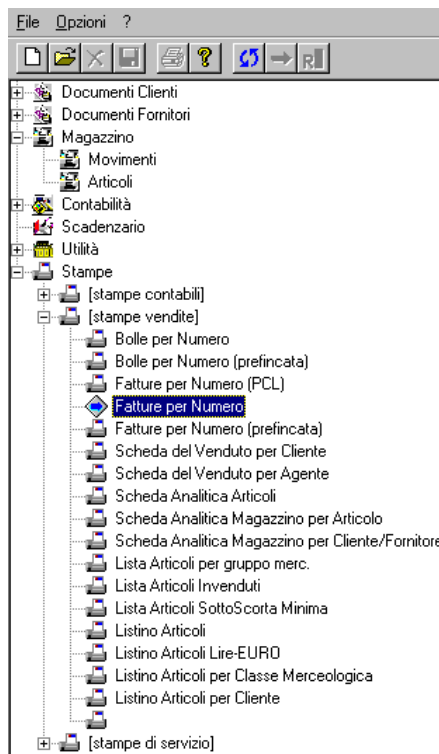 File Opzioni ?
R
Documenti Clienti
Documenti Fornitori
Magazzino
Movimenti
Articoli
Contabilità
Scadenzario
Utilità
Stampe
[stampe contabili]
[stampe vendite]
Bolle per Numero
Bolle per Numero (prefincata)
Fatture per Numero (PCL)
Fatture per Numero
Fatture per Numero (prefincata)
Scheda del Venduto per Cliente
Scheda del Venduto per Agente
Scheda Analitica Articoli
Scheda Analitica Magazzino per Articolo
Scheda Analitica Magazzino per Cliente/Fornitore
Lista Articoli per gruppo merc.
Lista Articoli Invenduti
Lista Articoli SottoScorta Minima
Listino Articoli
Listino Articoli Lire-EURO
Listino Articoli per Classe Merceologica
Listino Articoli per Cliente
[stampe di servizio]